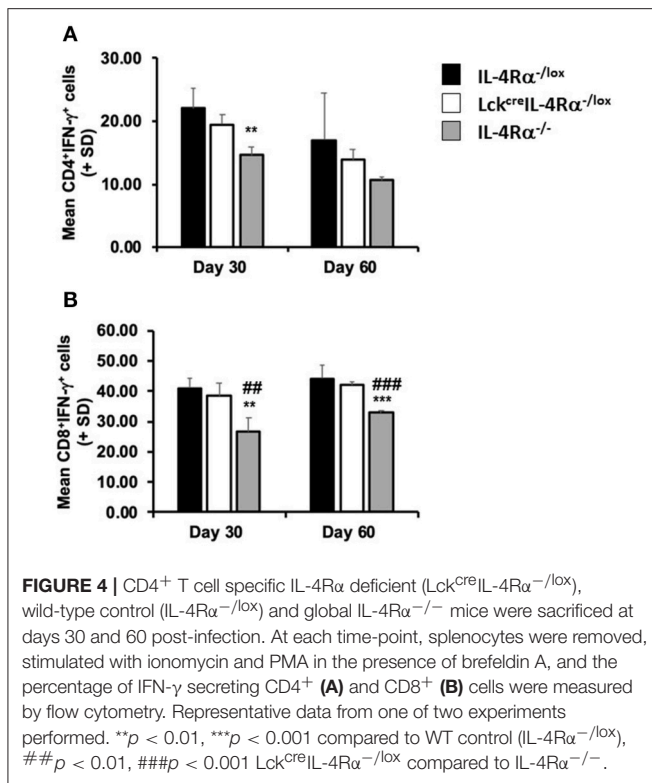 A
30.00
20.00
10.00
0.00
Mean CD4⁺IFN-γ⁺ cells
(+ SD)
**
Day 30 Day 60
IL-4Rα⁻/lox
LckcreIL-4Rα⁻/lox
IL-4Rα⁻/⁻
B
60.00
50.00
40.00
30.00
20.00
10.00
0.00
Mean CD8⁺IFN-γ⁺ cells
(+ SD)
##
**
###
***
Day 30 Day 60
FIGURE 4 | CD4⁺ T cell specific IL-4Rα deficient (LckcreIL-4Rα−/lox),
wild-type control (IL-4Rα−/lox) and global IL-4Rα−/− mice were sacrificed at
days 30 and 60 post-infection. At each time-point, splenocytes were removed,
stimulated with ionomycin and PMA in the presence of brefeldin A, and the
percentage of IFN-γ secreting CD4⁺ (A) and CD8⁺ (B) cells were measured
by flow cytometry. Representative data from one of two experiments
performed. **p < 0.01, ***p < 0.001 compared to WT control (IL-4Rα−/lox),
##p < 0.01, ###p < 0.001 LckcreIL-4Rα−/lox compared to IL-4Rα−/−.